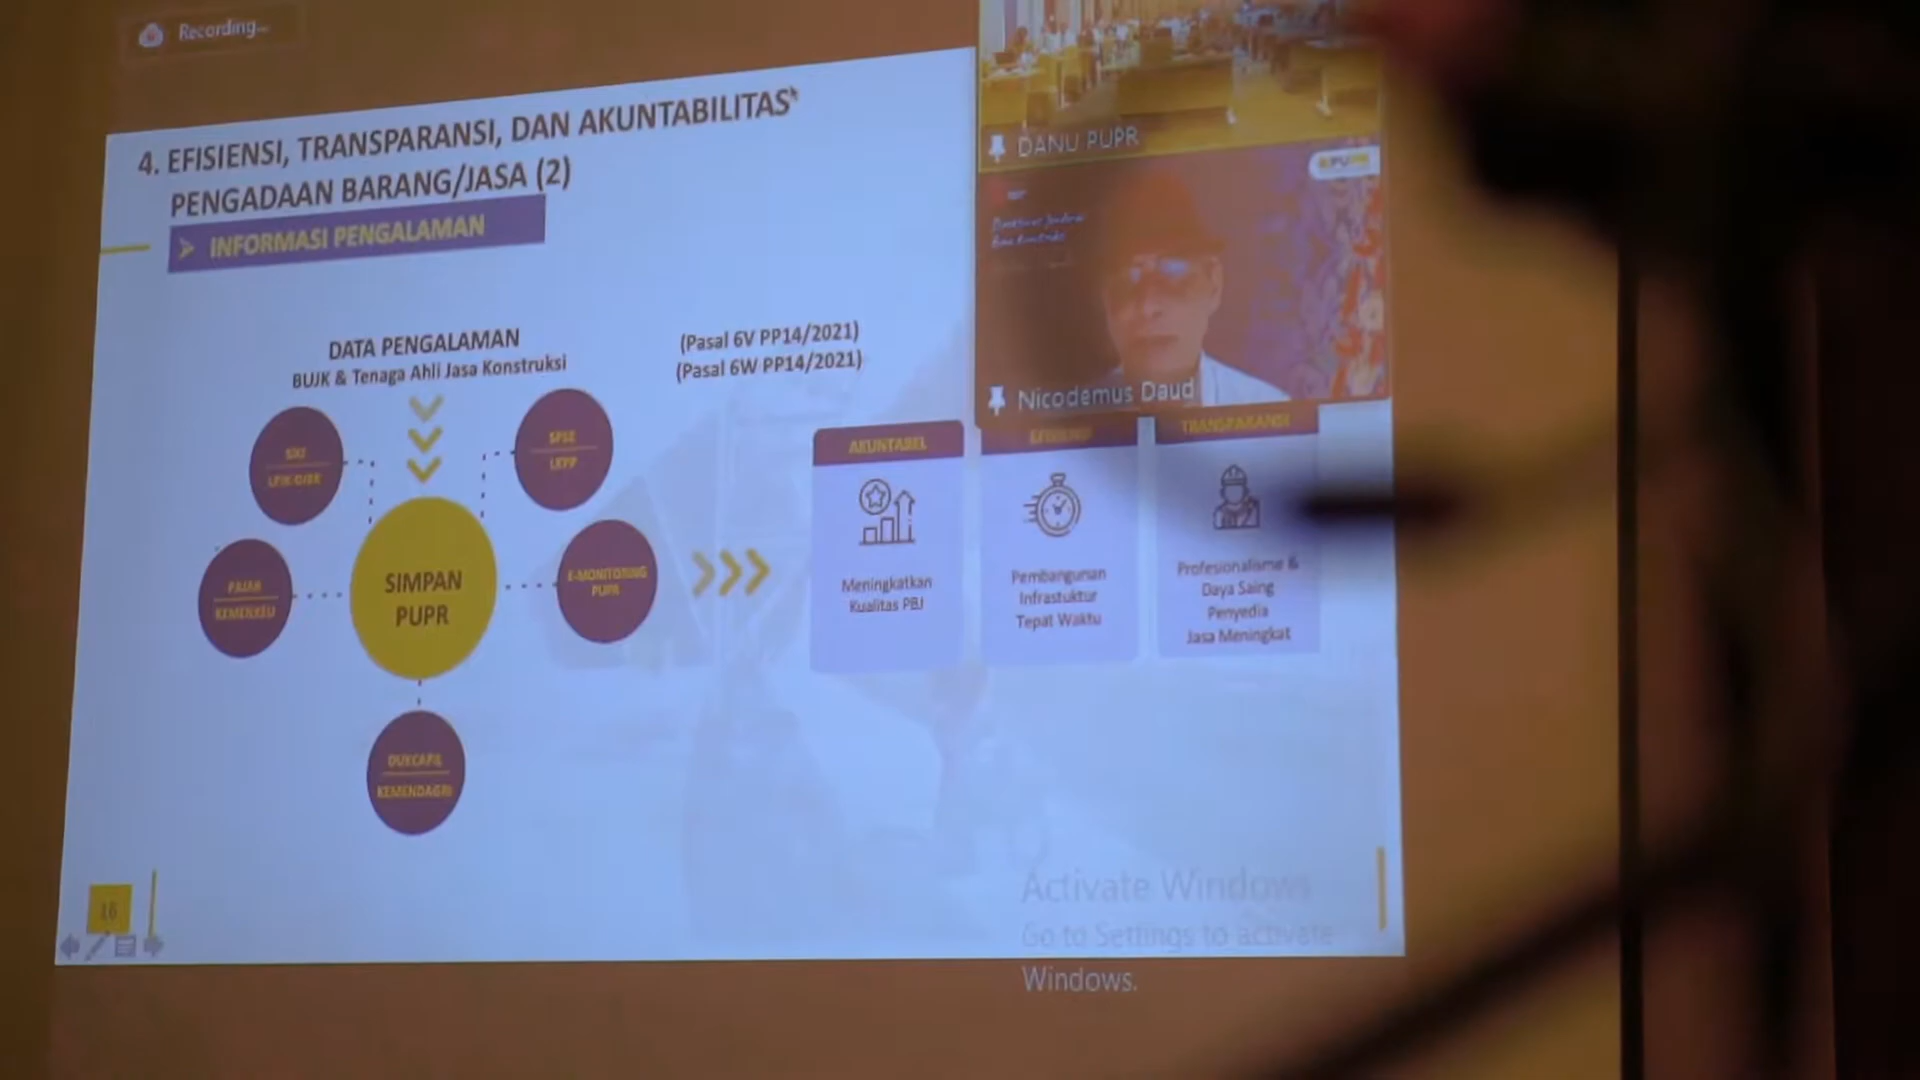 Recording...
4. EFISIENSI, TRANSPARANSI, DAN AKUNTABILITAS
PENGADAAN BARANG/JASA (2)
INFORMASI PENGALAMAN
DATA PENGALAMAN
BUJK & Tenaga Ahli Jasa Konstruksi
(Pasal 6V PP14/2021)
(Pasal 6W PP14/2021)
SPSE
LKPP
PAJAK
KEMENKEU
SIMPAN
PUPR
E-MONITORING
PUPR
DUKCAPIL
KEMENDAGRI
AKUNTABEL
Meningkatkan
Kualitas PBJ
Pembangunan
Infrastuktur
Tepat Waktu
TRANSPARANSI
Profesionalisme &
Daya Saing
Penyedia
Jasa Meningkat
DANU PUPR
Nicodemus Daud
16
Activate Windows
Go to Settings to activate
Windows.